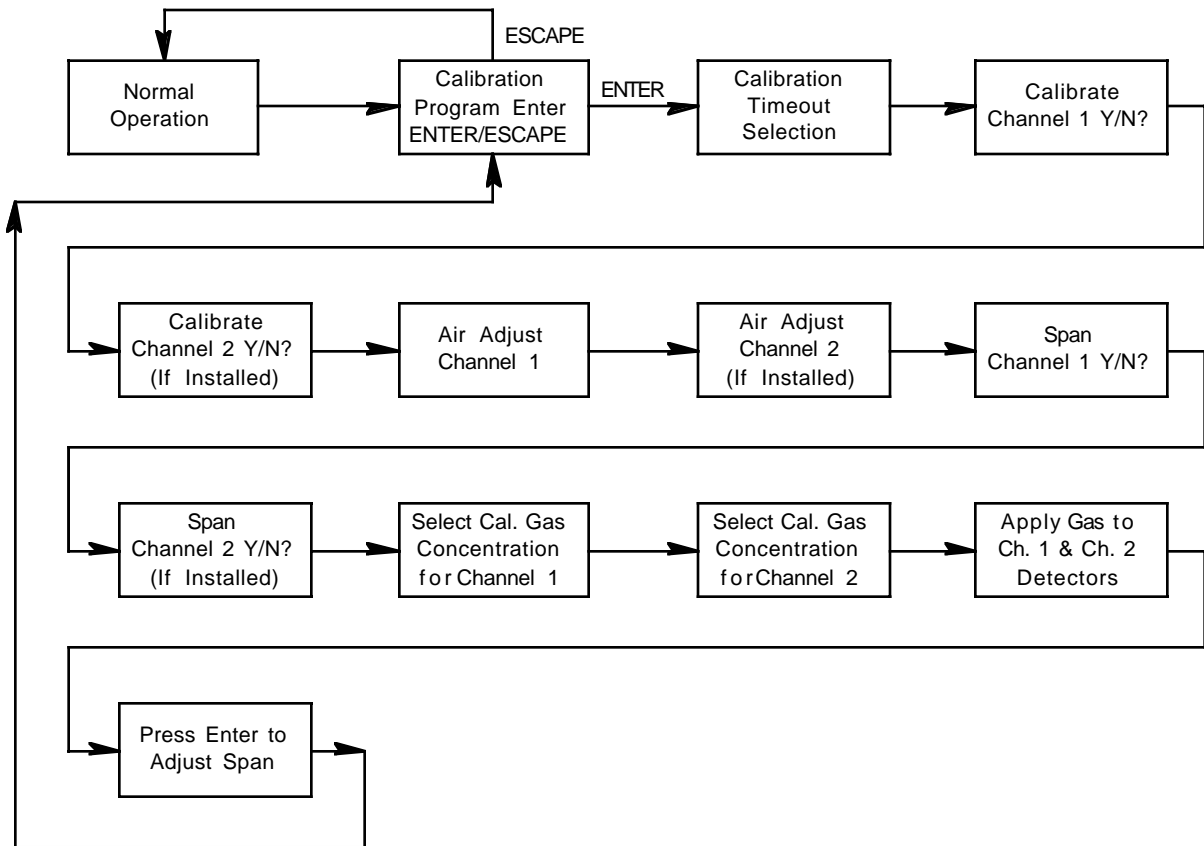 ESCAPE
Normal
Operation
Calibration
Program Enter
ENTER/ESCAPE
ENTER
Calibration
Timeout
Selection
Calibrate
Channel 1 Y/N?
Calibrate
Channel 2 Y/N?
(If Installed)
Air Adjust
Channel 1
Air Adjust
Channel 2
(If Installed)
Span
Channel 1 Y/N?
Span
Channel 2 Y/N?
(If Installed)
Select Cal. Gas
Concentration
for Channel 1
Select Cal. Gas
Concentration
for Channel 2
Apply Gas to
Ch. 1 & Ch. 2
Detectors
Press Enter to
Adjust Span